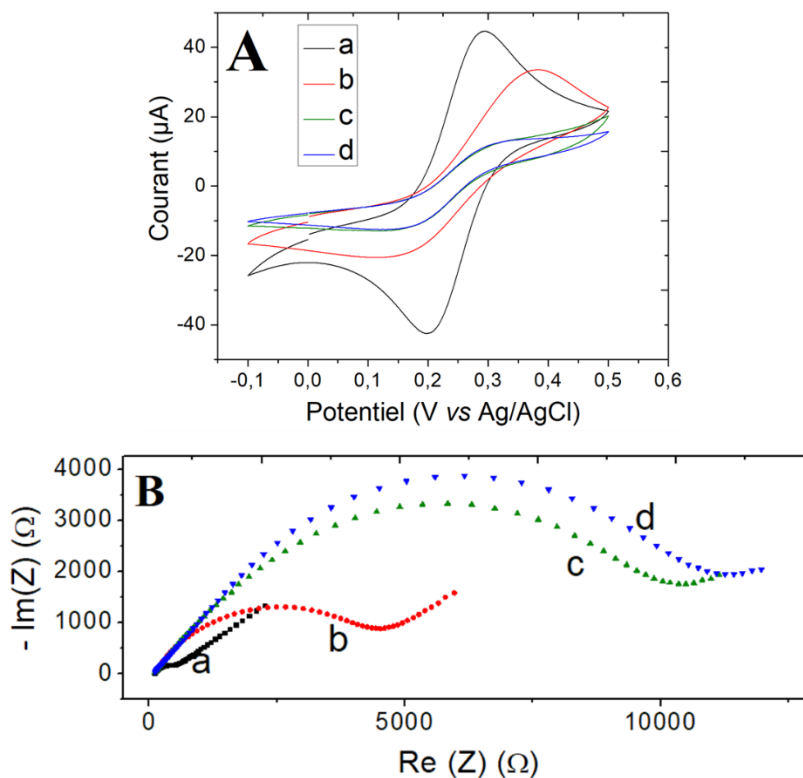 A
a
b
c
d
Courant (µA)
40
20
0
-20
-40
-0,1 0,0 0,1 0,2 0,3 0,4 0,5 0,6
Potentiel (V vs Ag/AgCl)
B
- Im(Z) (Ω)
4000
3000
2000
1000
0
a
b
c
d
0 5000 10000
Re (Z) (Ω)